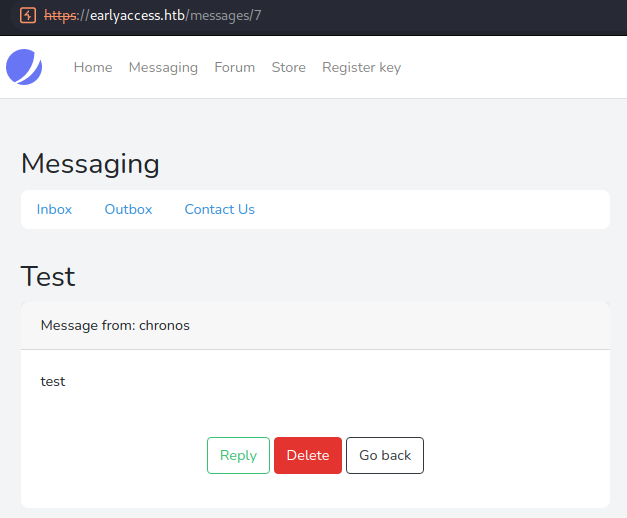 https://earlyaccess.htb/messages/7
Home Messaging Forum Store Register key
Messaging
Inbox Outbox Contact Us
Test
Message from: chronos
test
Reply Delete Go back